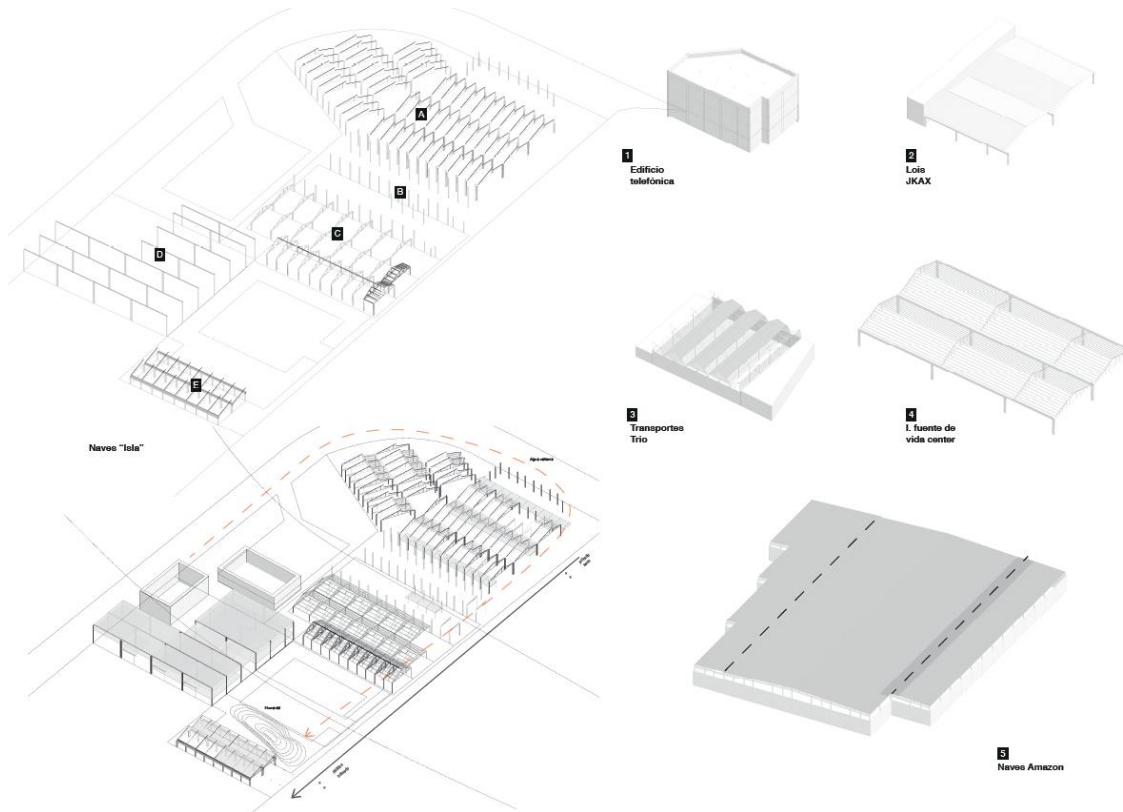 A
B
C
D
E
Naves "Isla"
1
Edificio
telefónica
2
Lois
JKAX
3
Transportes
Trio
4
I. fuente de
vida center
5
Naves Amazon